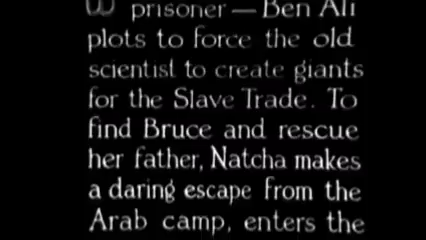 prisoner — Ben Ali
plots to force the old
scientist to create giants
for the Slave Trade. To
find Bruce and rescue
her father, Natcha makes
a daring escape from the
Arab camp, enters the